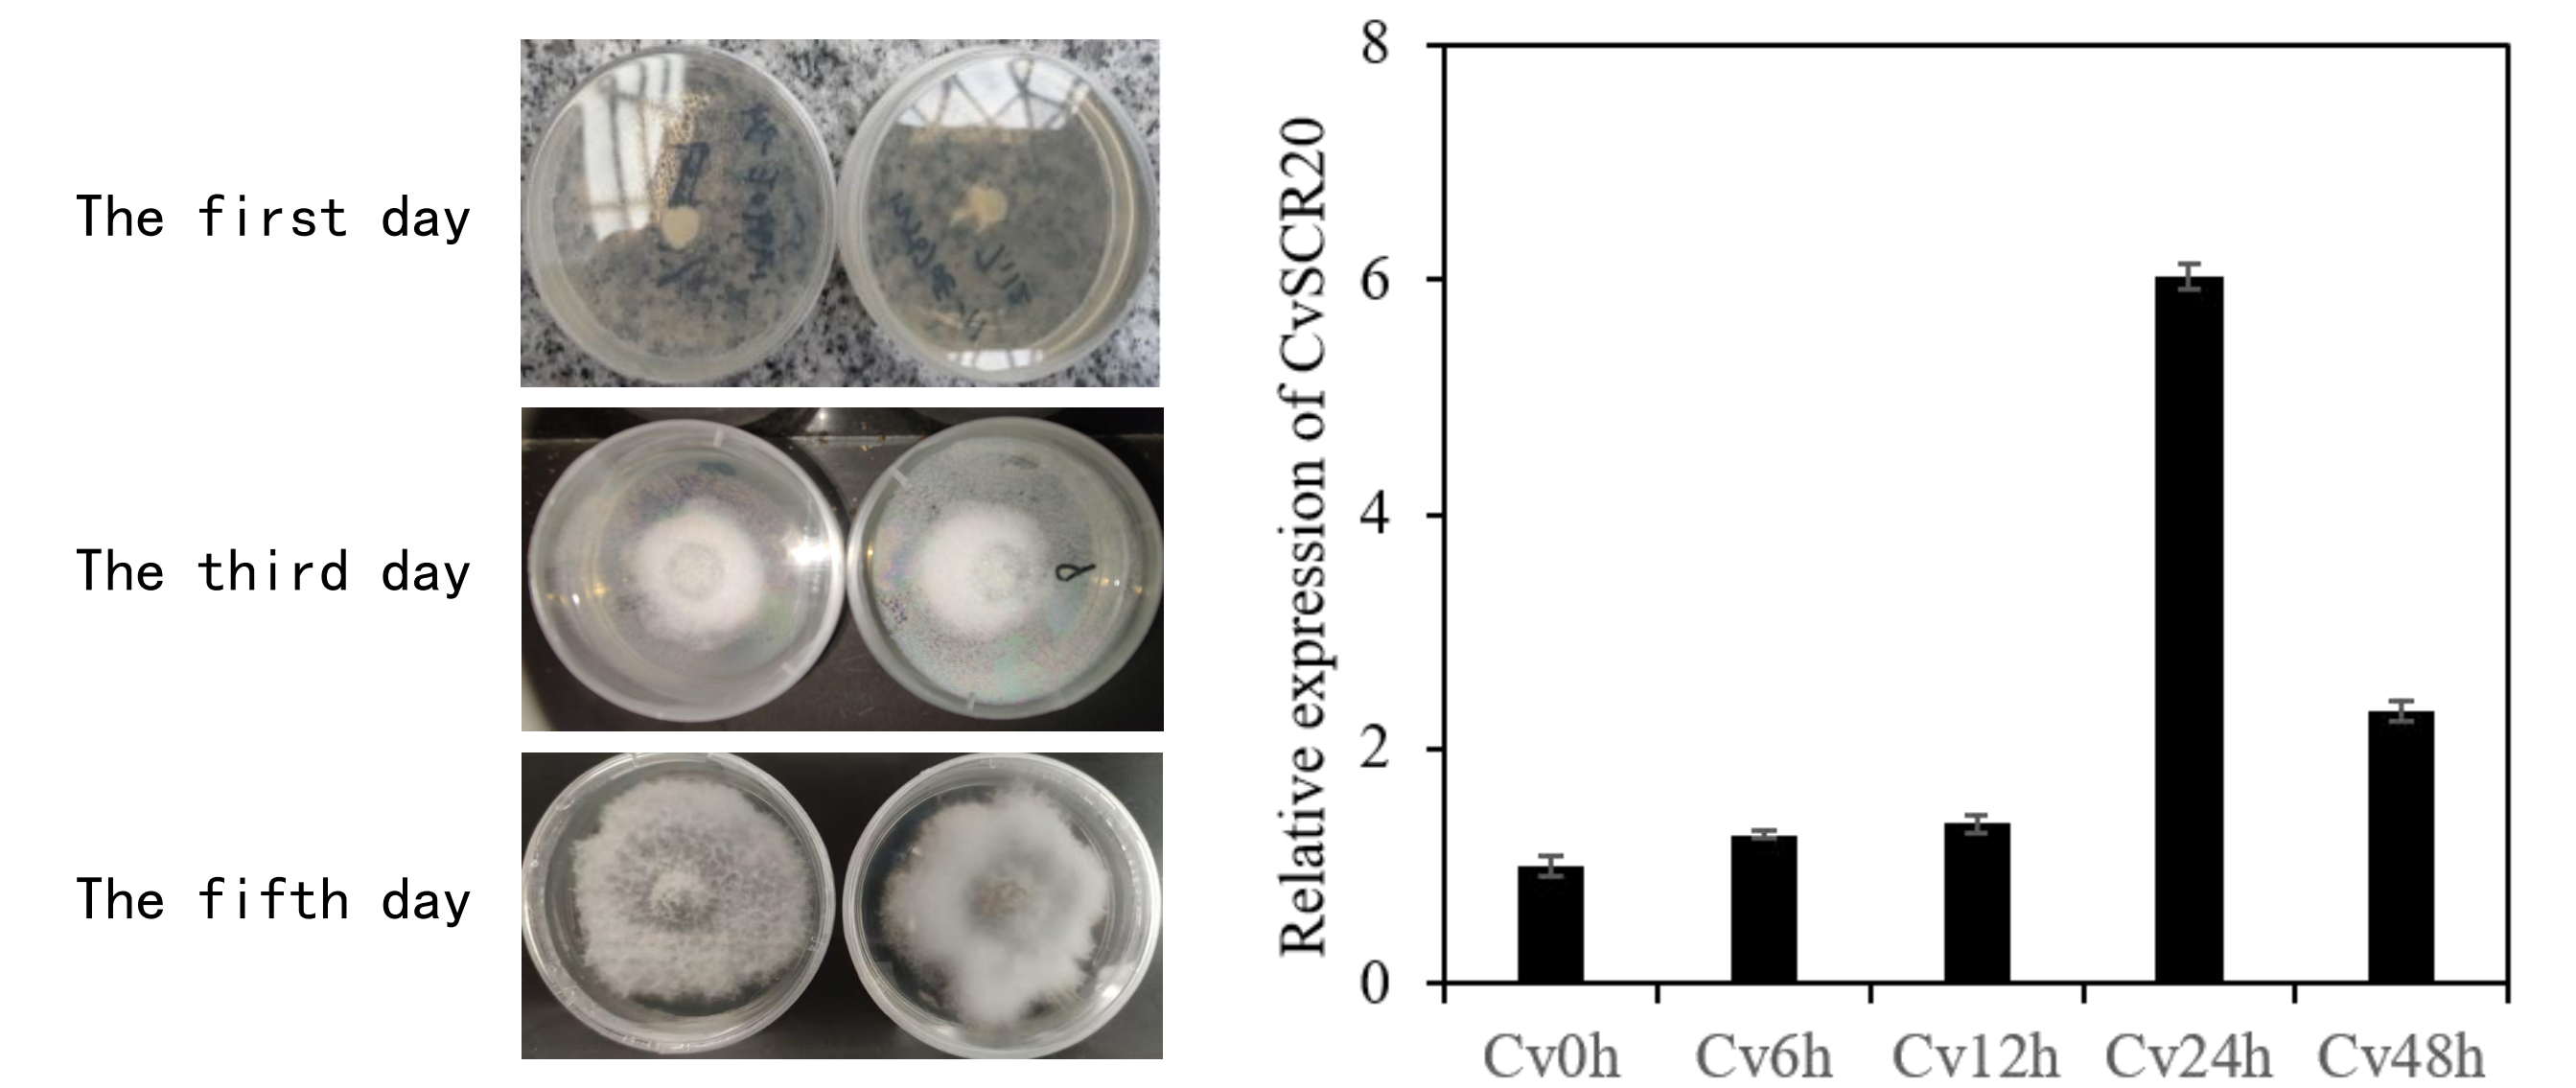 The first day
The third day
The fifth day
Relative expression of CvSCR20
8
6
4
2
0
Cv0h Cv6h Cv12h Cv24h Cv48h